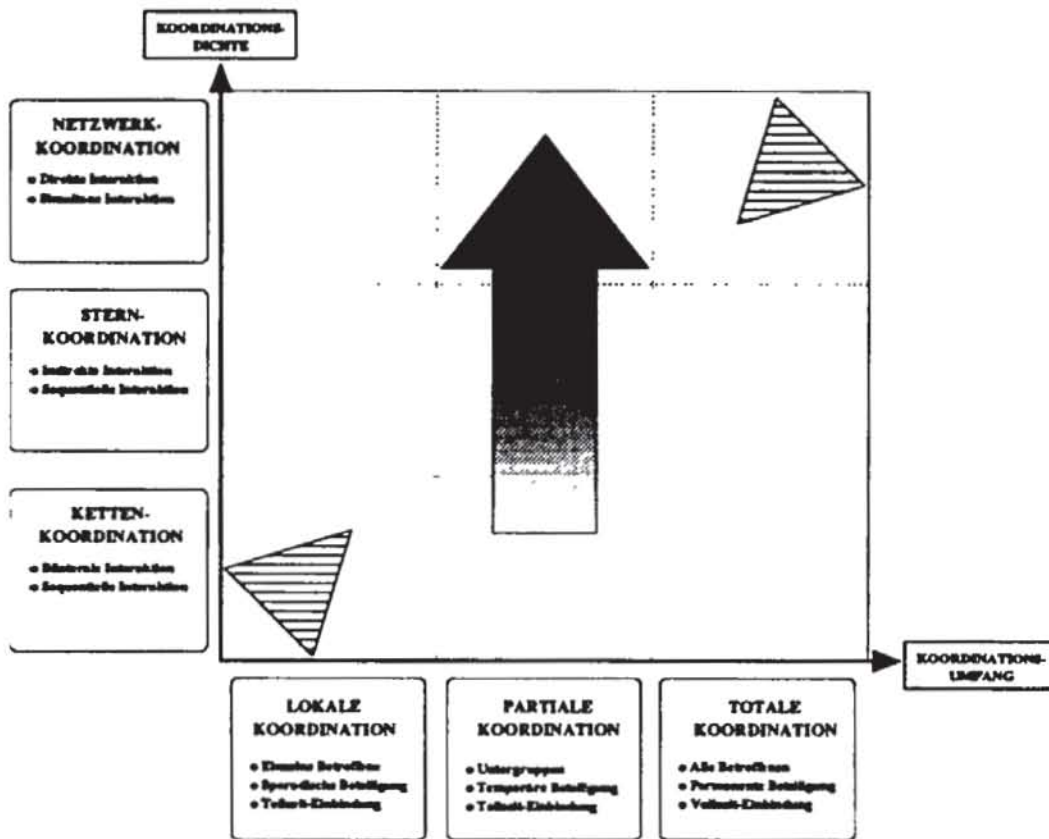 KOORDINATIONS-
DICHTE
NETZWERK-
KOORDINATION
Direkte Interaktion
Simultane Interaktion
STERN-
KOORDINATION
Indirekte Interaktion
Sequentielle Interaktion
KETTEN-
KOORDINATION
Bilaterale Interaktion
Sequentielle Interaktion
KOORDINATIONS-
UMFANG
LOKALE
KOORDINATION
Einzelne Betroffene
Sporadische Beteiligung
Teilzeit-Einbindung
PARTIALE
KOORDINATION
Untergruppen
Temporäre Beteiligung
Teilzeit-Einbindung
TOTALE
KOORDINATION
Alle Betroffenen
Permanente Beteiligung
Vollzeit-Einbindung